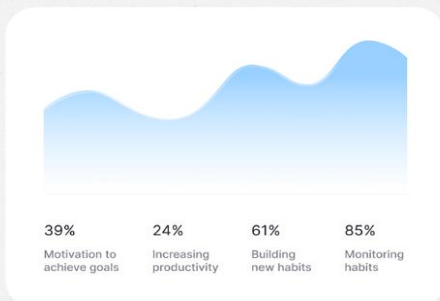 39%
24%
61%
85%
Motivation to
achieve goals
Increasing
productivity
Building
new habits
Monitoring
habits